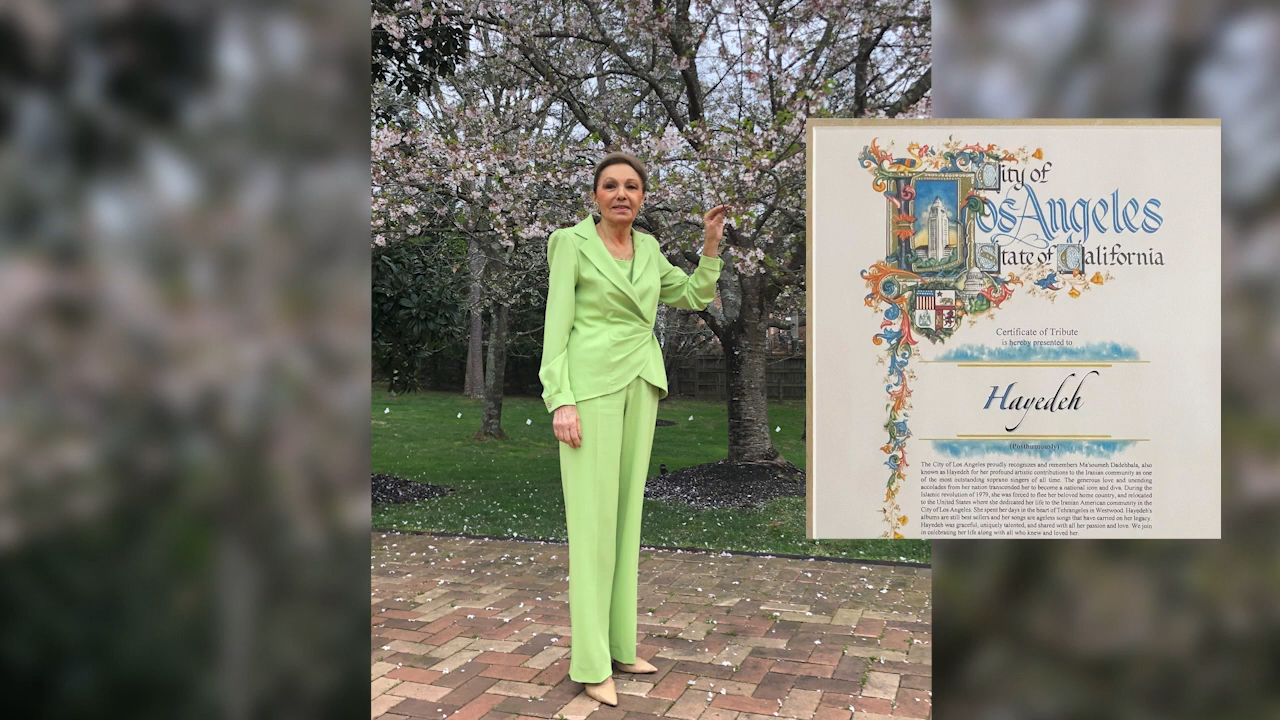 City of
Los Angeles
State of California
Certificate of Tribute
is hereby presented to
Hayedeh
(Posthumously)
The City of Los Angeles proudly recognizes and remembers Ma'soumeh Dadehbala, also
known as Hayedeh for her profound artistic contributions to the Iranian community as one
of the most outstanding soprano singers of all time. The generous love and unending
accolades from her nation transcended her to become a national icon and diva. During the
Islamic revolution of 1979, she was forced to flee her beloved home country, and relocated
to the United States where she dedicated her life to the Iranian American community in the
City of Los Angeles. She spent her days in the heart of Tehrangeles in Westwood. Hayedeh's
albums are still best sellers and her songs are ageless songs that have carried on her legacy.
Hayedeh was graceful, uniquely talented, and shared with all her passion and love. We join
in celebrating her life along with all who knew and loved her.